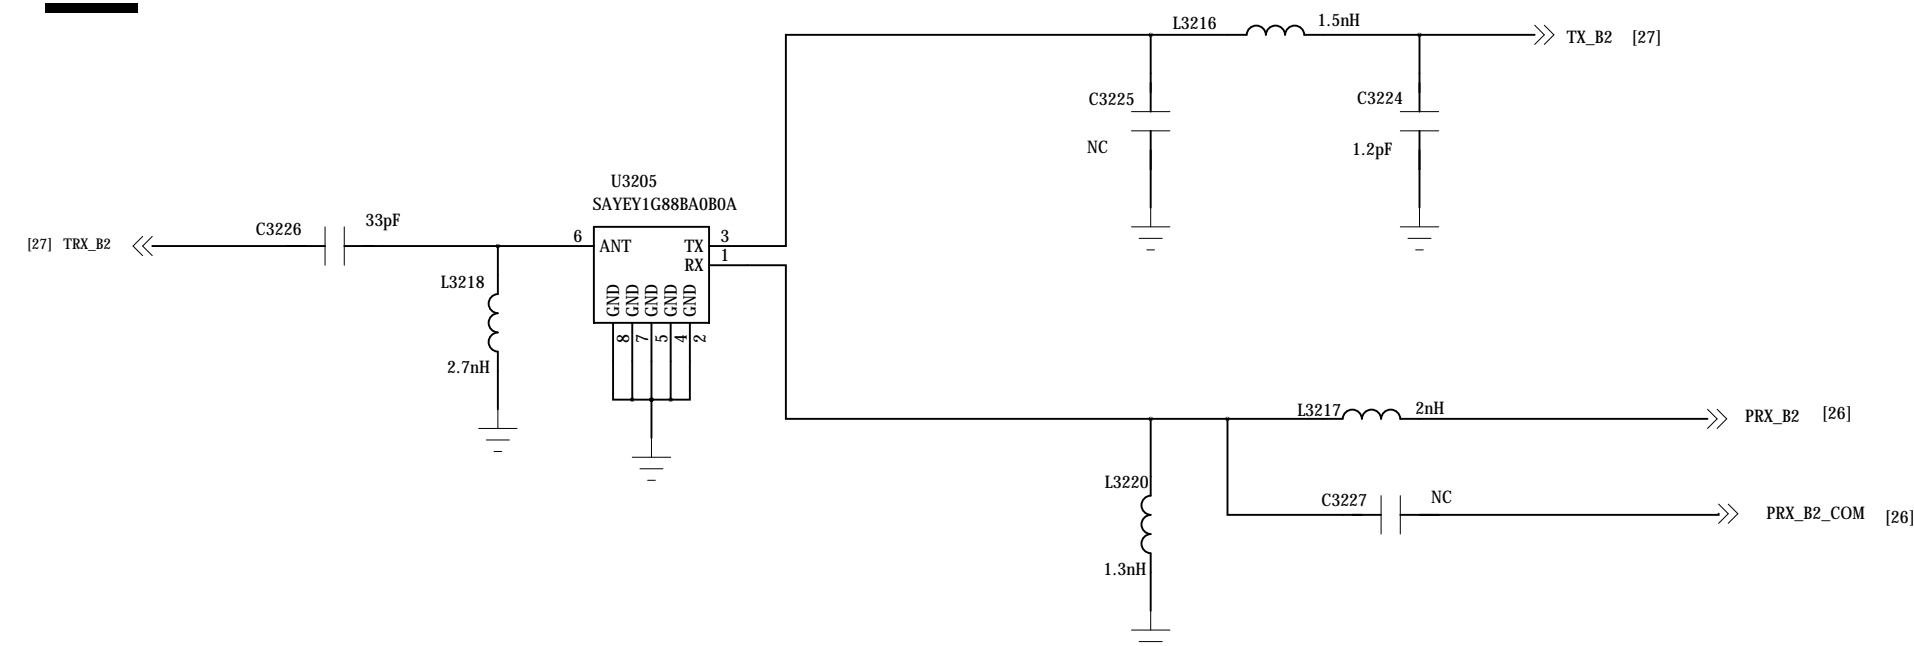 L3216
1.5nH
TX_B2 [27]
C3225
NC
C3224
1.2pF
U3205
SAYEY1G88BA0B0A
[27] TRX_B2
C3226
33pF
6
ANT
TX
3
RX
1
L3218
2.7nH
GND
GND
GND
GND
GND
8
7
5
4
2
L3217
2nH
PRX_B2 [26]
L3220
1.3nH
C3227
NC
PRX_B2_COM [26]